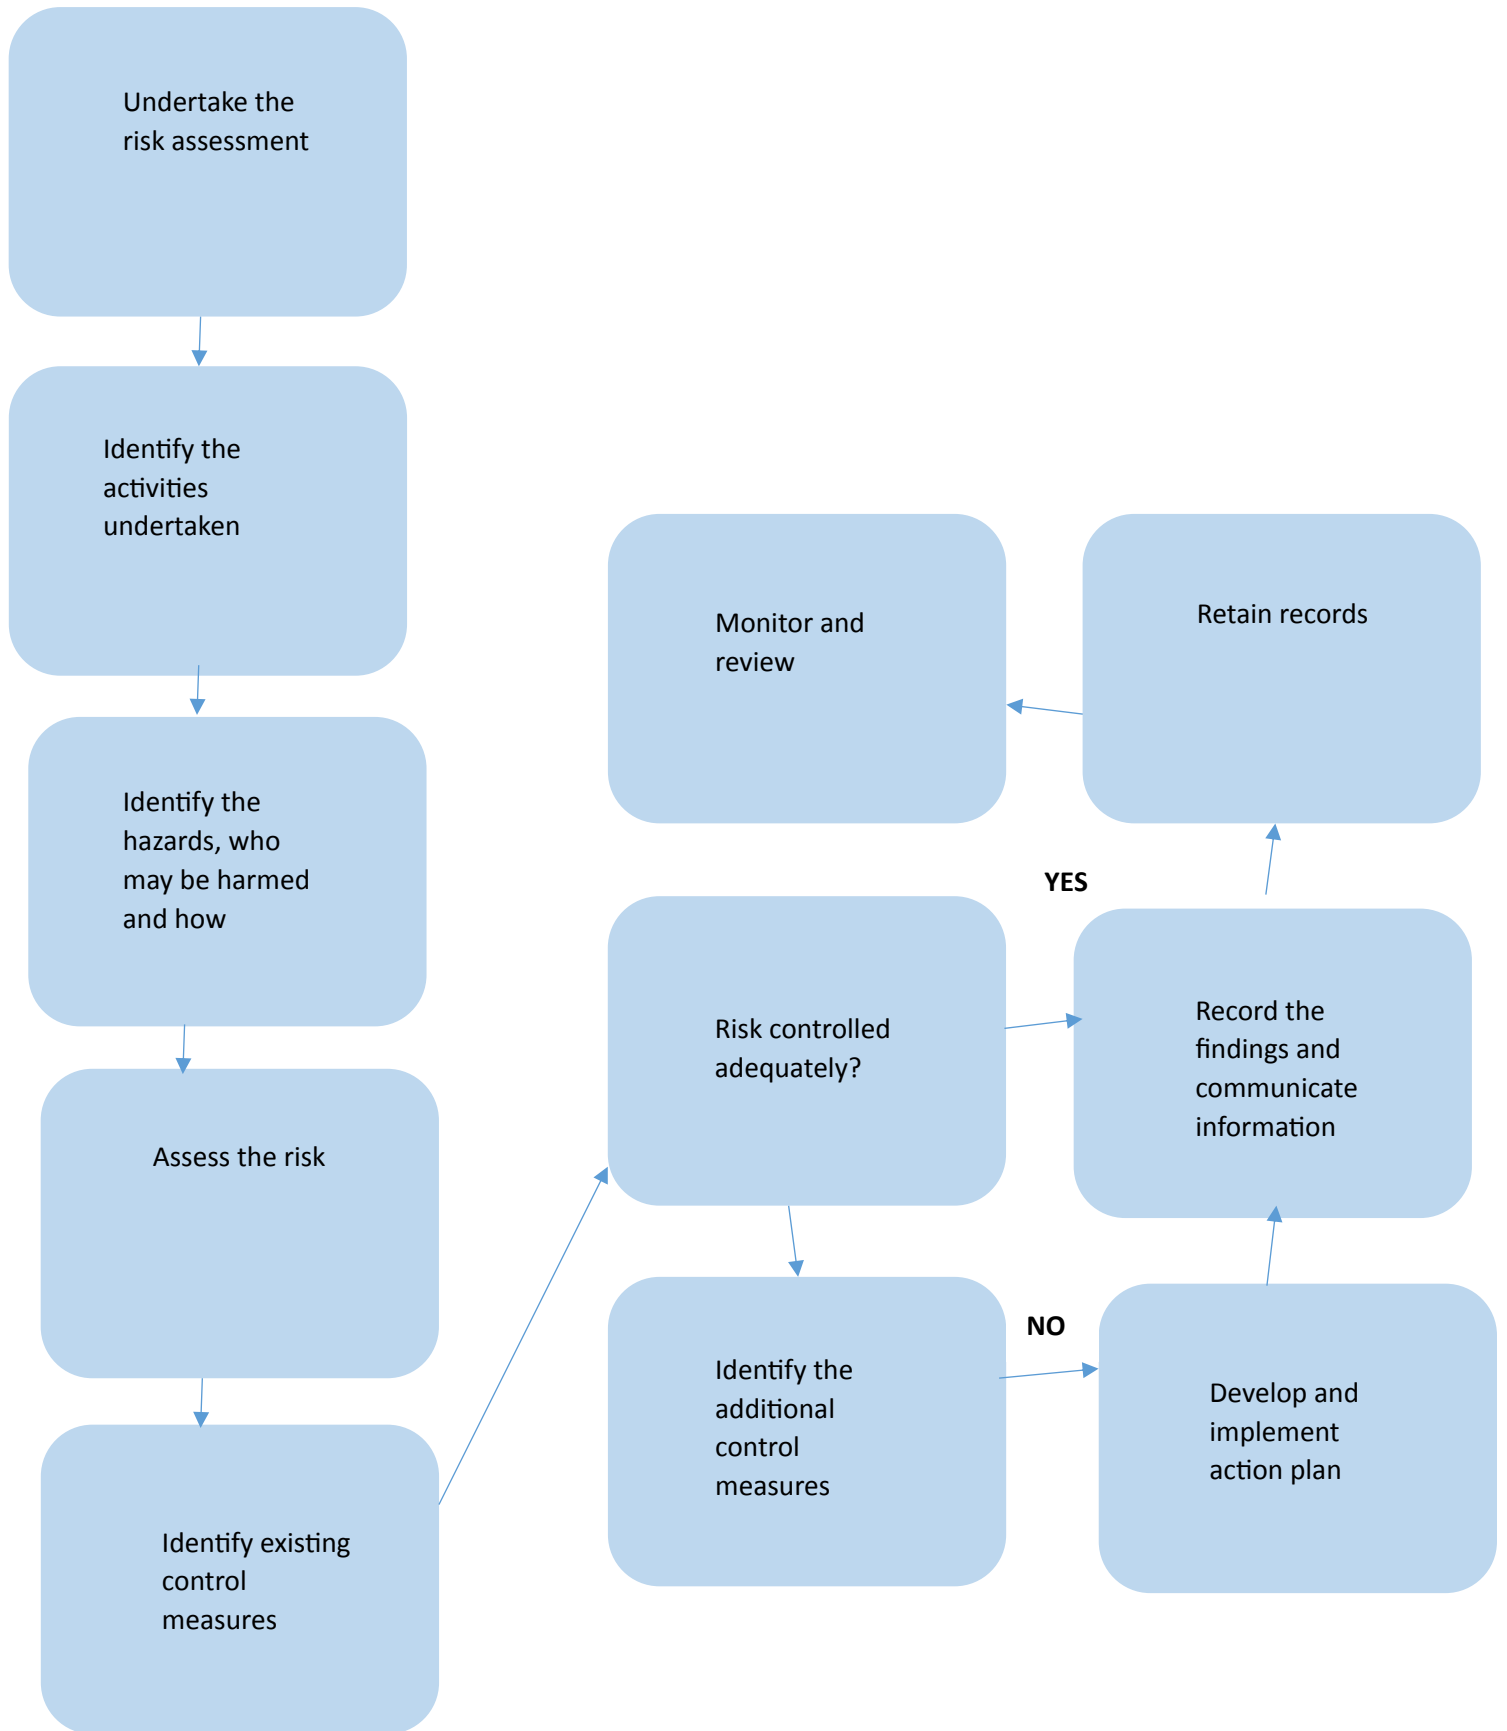 Undertake the
risk assessment
Identify the
activities
undertaken
Identify the
hazards, who
may be harmed
and how
Assess the risk
Identify existing
control
measures
Risk controlled
adequately?
YES
Identify the
additional
control
measures
NO
Develop and
implement
action plan
Record the
findings and
communicate
information
Retain records
Monitor and
review